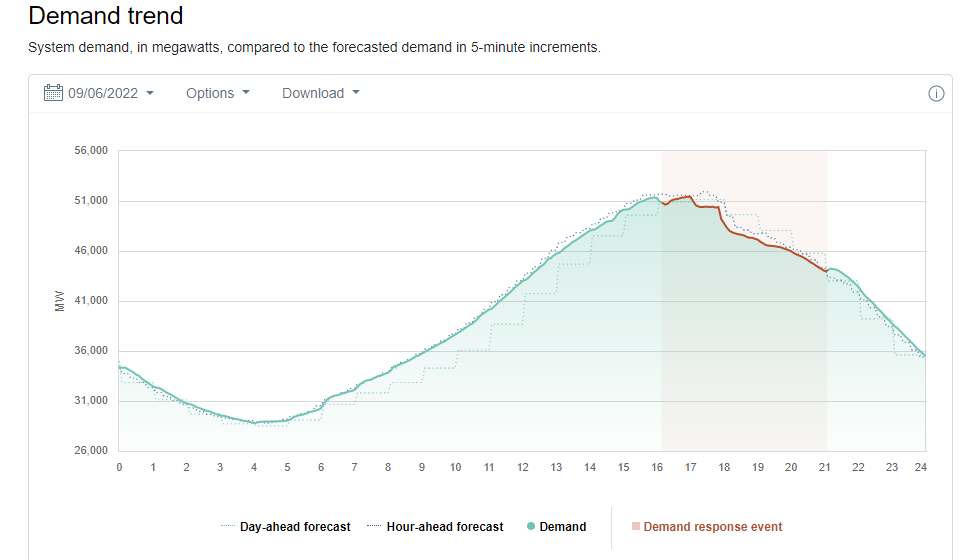 Demand trend
System demand, in megawatts, compared to the forecasted demand in 5-minute increments.
09/06/2022 Options Download
56,000
51,000
46,000
41,000
36,000
31,000
26,000
MW
0 1 2 3 4 5 6 7 8 9 10 11 12 13 14 15 16 17 18 19 20 21 22 23 24
Day-ahead forecast Hour-ahead forecast Demand Demand response event